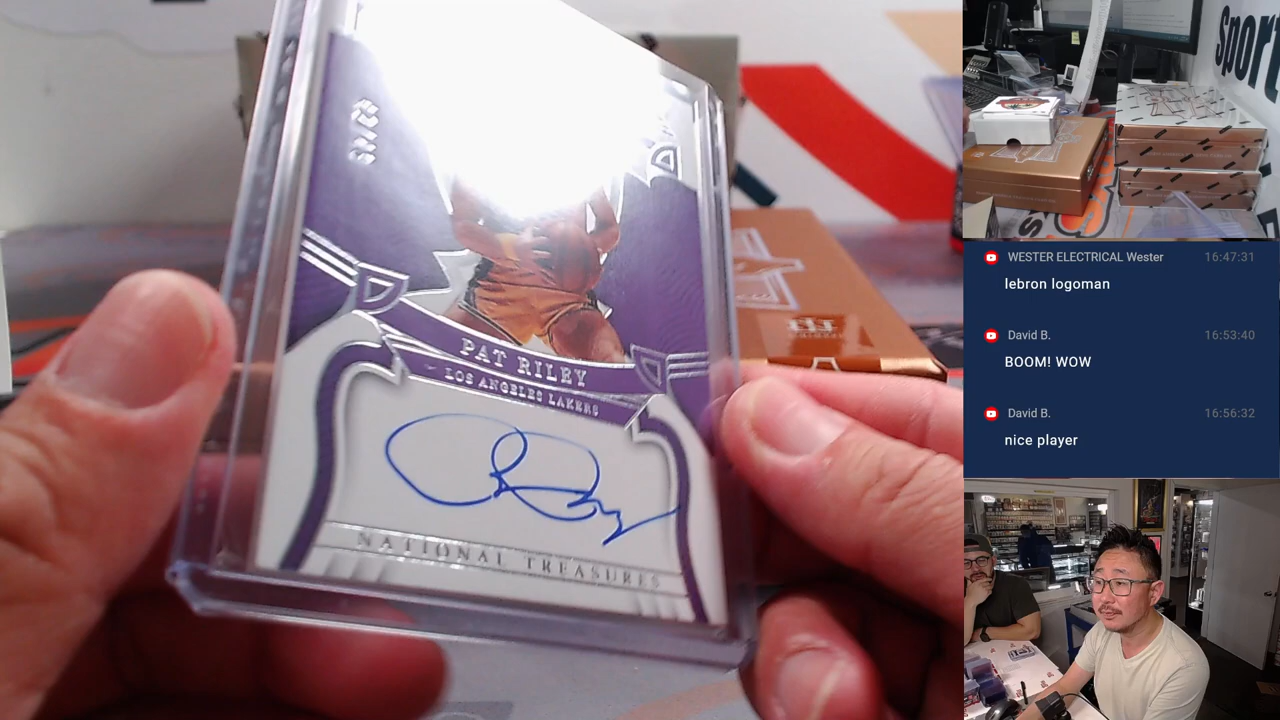 PAT RILEY
LOS ANGELES LAKERS
NATIONAL TREASURES
Sport
WESTER ELECTRICAL Wester 16:47:31
lebron logoman
David B. 16:53:40
BOOM! WOW
David B. 16:56:32
nice player